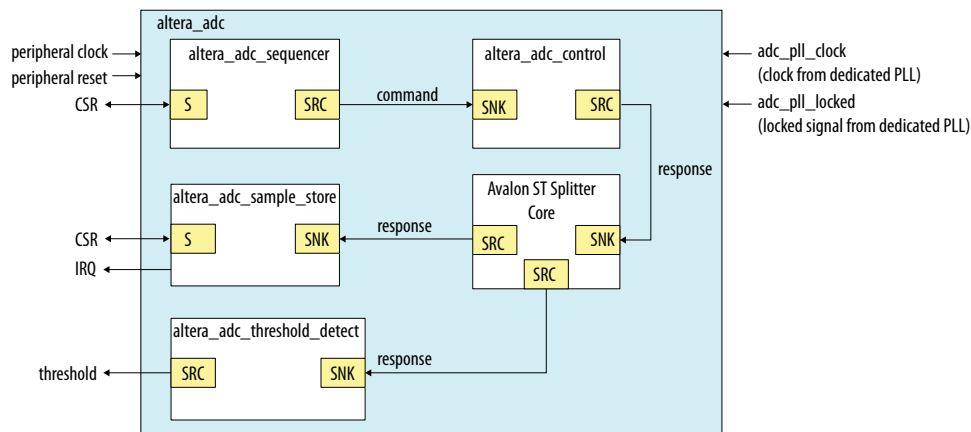 altera_adc
peripheral clock
peripheral reset
CSR
altera_adc_sequencer
S
SRC
command
altera_adc_control
SNK
SRC
adc_pll_clock
(clock from dedicated PLL)
adc_pll_locked
(locked signal from dedicated PLL)
response
altera_adc_sample_store
CSR
S
SNK
IRQ
response
Avalon ST Splitter
Core
SRC
SNK
SRC
altera_adc_threshold_detect
threshold
SRC
SNK
response